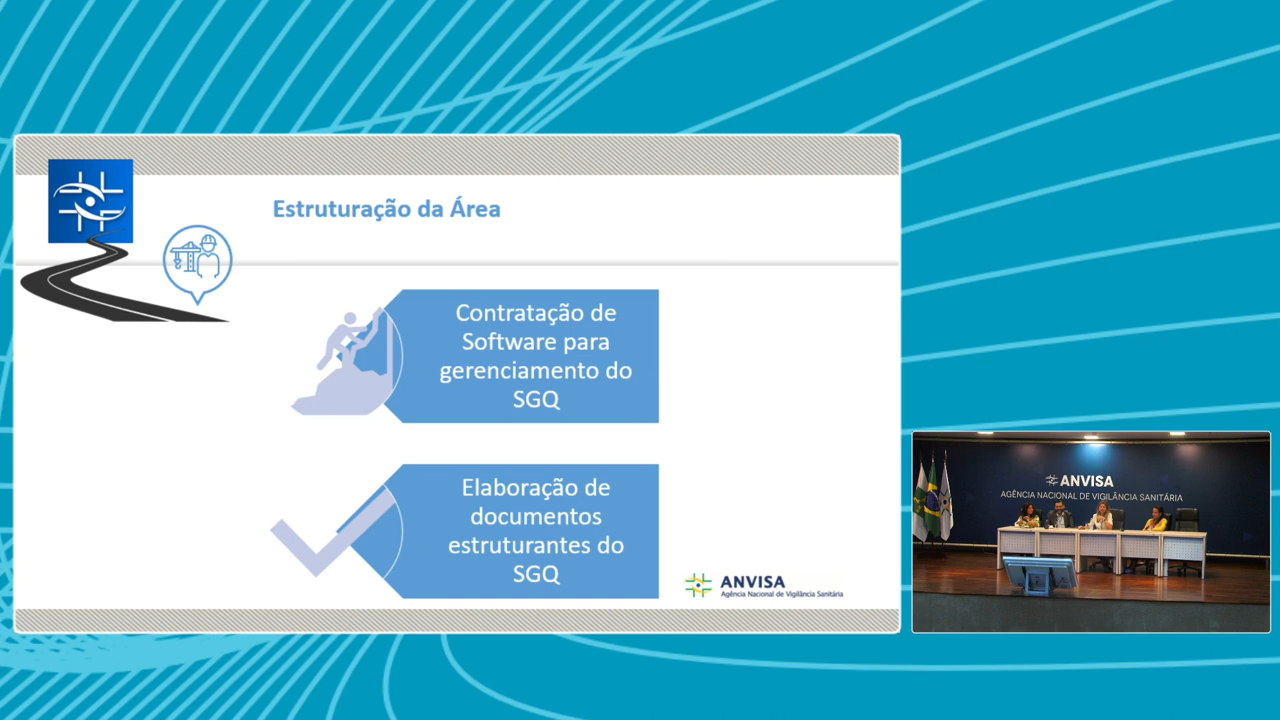 Estruturação da Área
Contratação de
Software para
gerenciamento do
SGQ
Elaboração de
documentos
estruturantes do
SGQ
ANVISA
Agência Nacional de Vigilância Sanitária
ANVISA
AGÊNCIA NACIONAL DE VIGILÂNCIA SANITÁRIA